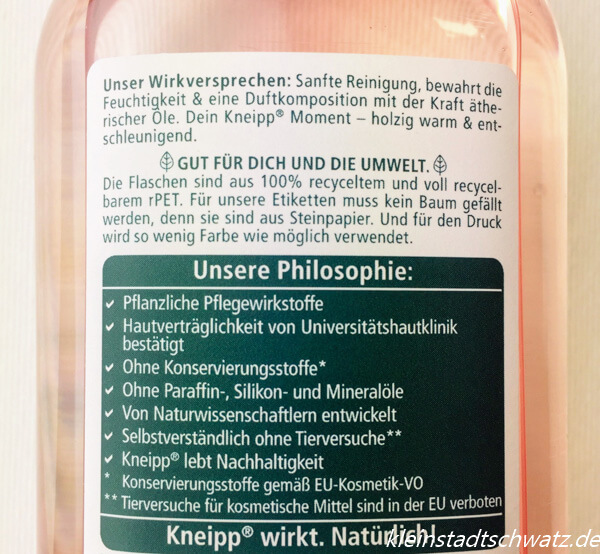 Unser Wirkversprechen: Sanfte Reinigung, bewahrt die
Feuchtigkeit & eine Duftkomposition mit der Kraft äthe-
rischer Öle. Dein Kneipp® Moment – holzig warm & ent-
schleunigend.
GUT FÜR DICH UND DIE UMWELT.
Die Flaschen sind aus 100% recyceltem und voll recycel-
barem rPET. Für unsere Etiketten muss kein Baum gefällt
werden, denn sie sind aus Steinpapier. Und für den Druck
wird so wenig Farbe wie möglich verwendet.
Unsere Philosophie:
✓ Pflanzliche Pflegewirkstoffe
✓ Hautverträglichkeit von Universitätshautklinik
bestätigt
✓ Ohne Konservierungsstoffe*
✓ Ohne Paraffin-, Silikon- und Mineralöle
✓ Von Naturwissenschaftlern entwickelt
✓ Selbstverständlich ohne Tierversuche**
✓ Kneipp® lebt Nachhaltigkeit
* Konservierungsstoffe gemäß EU-Kosmetik-VO
** Tierversuche für kosmetische Mittel sind in der EU verboten
Kneipp® wirkt. Natürlich!
kleinstadtschwatz.de